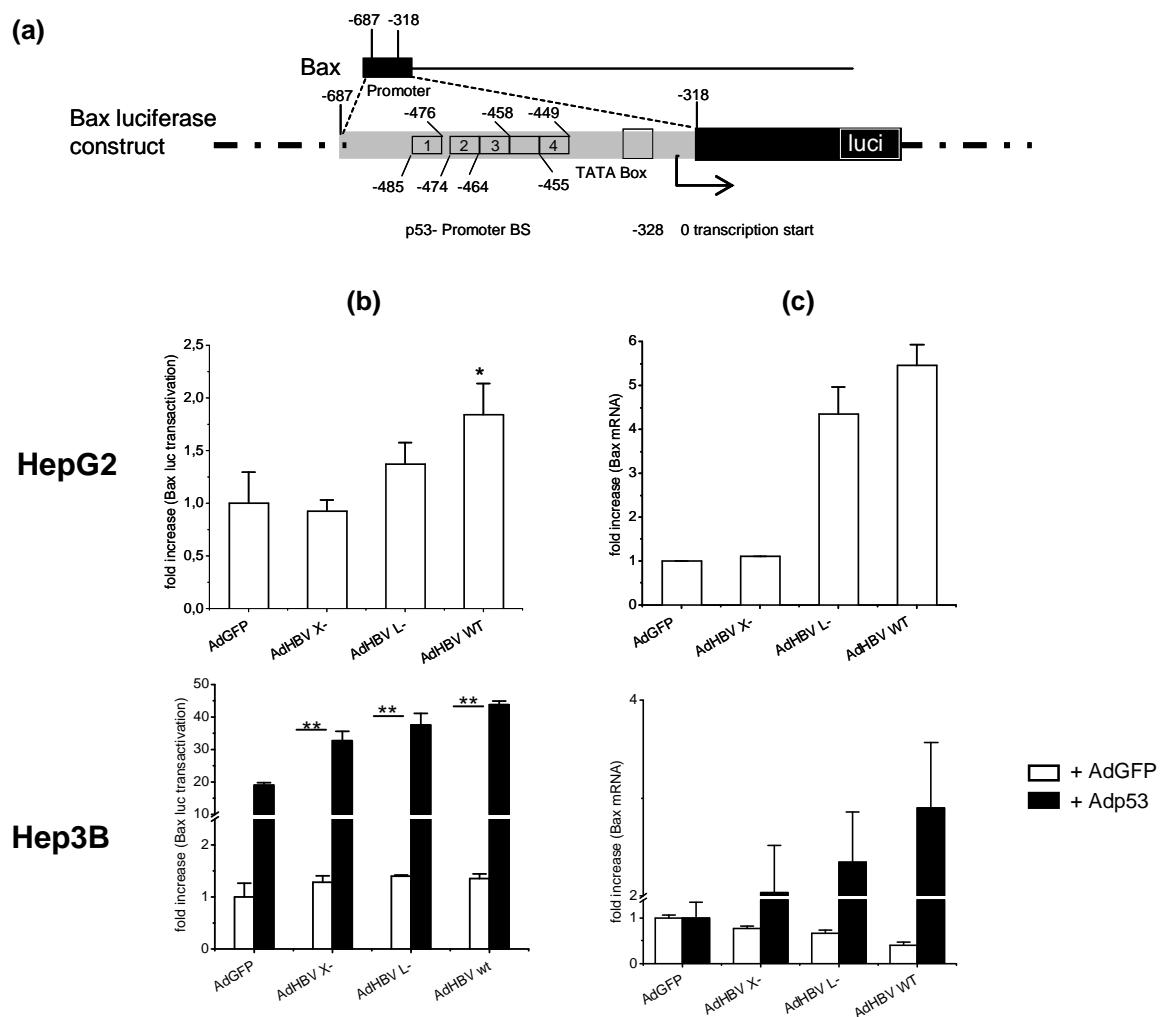 (a)
-687
-318
Bax
Promoter
-687
-476
-458
-449
-318
Bax luciferase
construct
1
2
3
4
luci
TATA Box
-485
-474
-464
-455
p53- Promoter BS
-328
0 transcription start
(b)
(c)
HepG2
fold increase (Bax luc transactivation)
2,5
2,0
1,5
1,0
0,5
0,0
*
AdGFP
AdHBV X-
AdHBV L-
AdHBV WT
fold increase (Bax mRNA)
6
5
4
3
2
1
0
AdGFP
AdHBV X-
AdHBV L-
AdHBV WT
Hep3B
fold increase (Bax luc transactivation)
50
40
30
20
10
2
1
0
**
**
**
AdGFP
AdHBV X-
AdHBV L-
AdHBV wt
fold increase (Bax mRNA)
4
2
2
1
0
AdGFP
AdHBV X-
AdHBV L-
AdHBV WT
+ AdGFP
+ Adp53